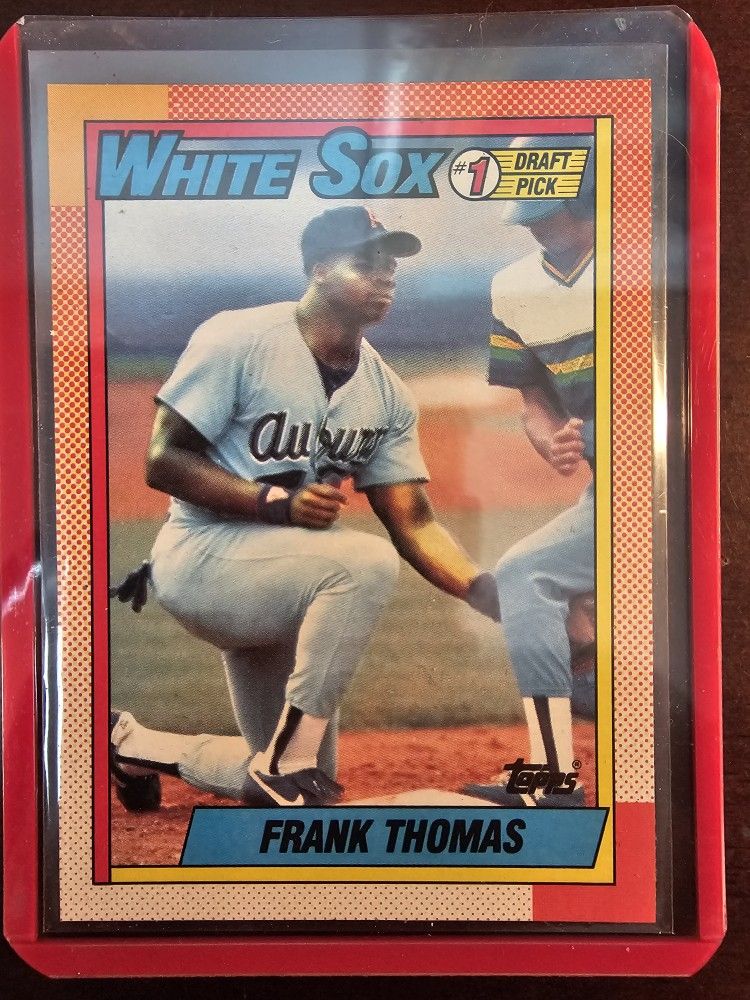 WHITE SOX #1 DRAFT PICK
Auburn
TOPPS®
FRANK THOMAS